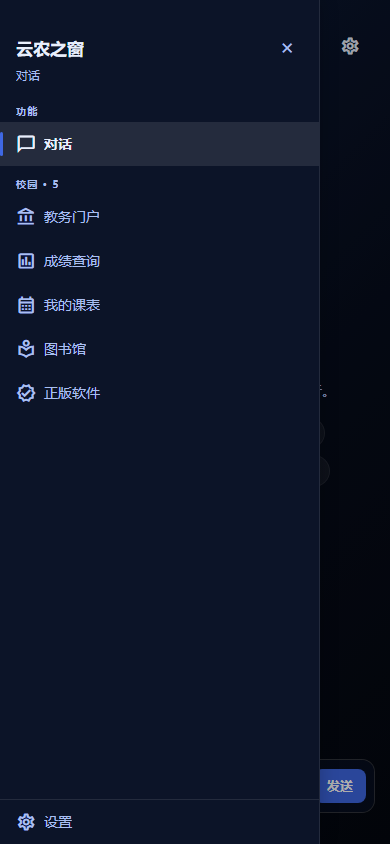 云农之窗
对话
功能
对话
校园 • 5
教务门户
成绩查询
我的课表
图书馆
正版软件
。
发送
设置